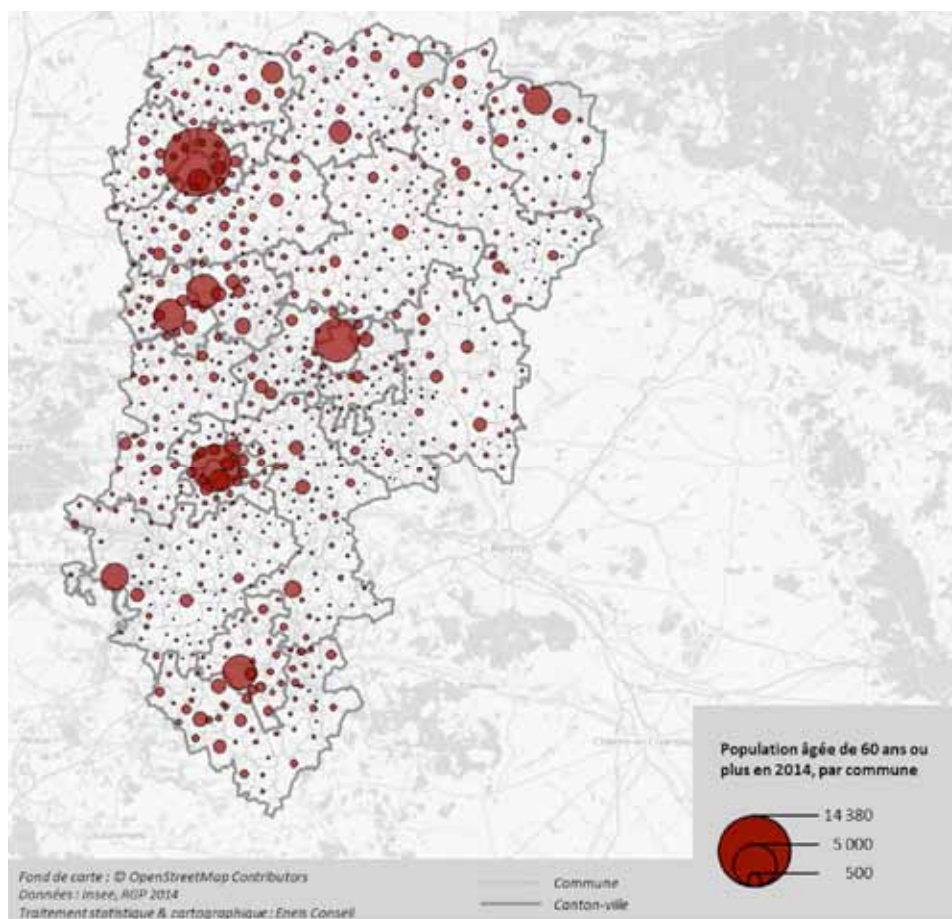 Reims
Population âgée de 60 ans ou
plus en 2014, par commune
14 380
5 000
500
Fond de carte : © OpenStreetMap Contributors
Données : Insee, RGP 2014
Traitement statistique & cartographique : Eneis Conseil
Commune
Canton-ville